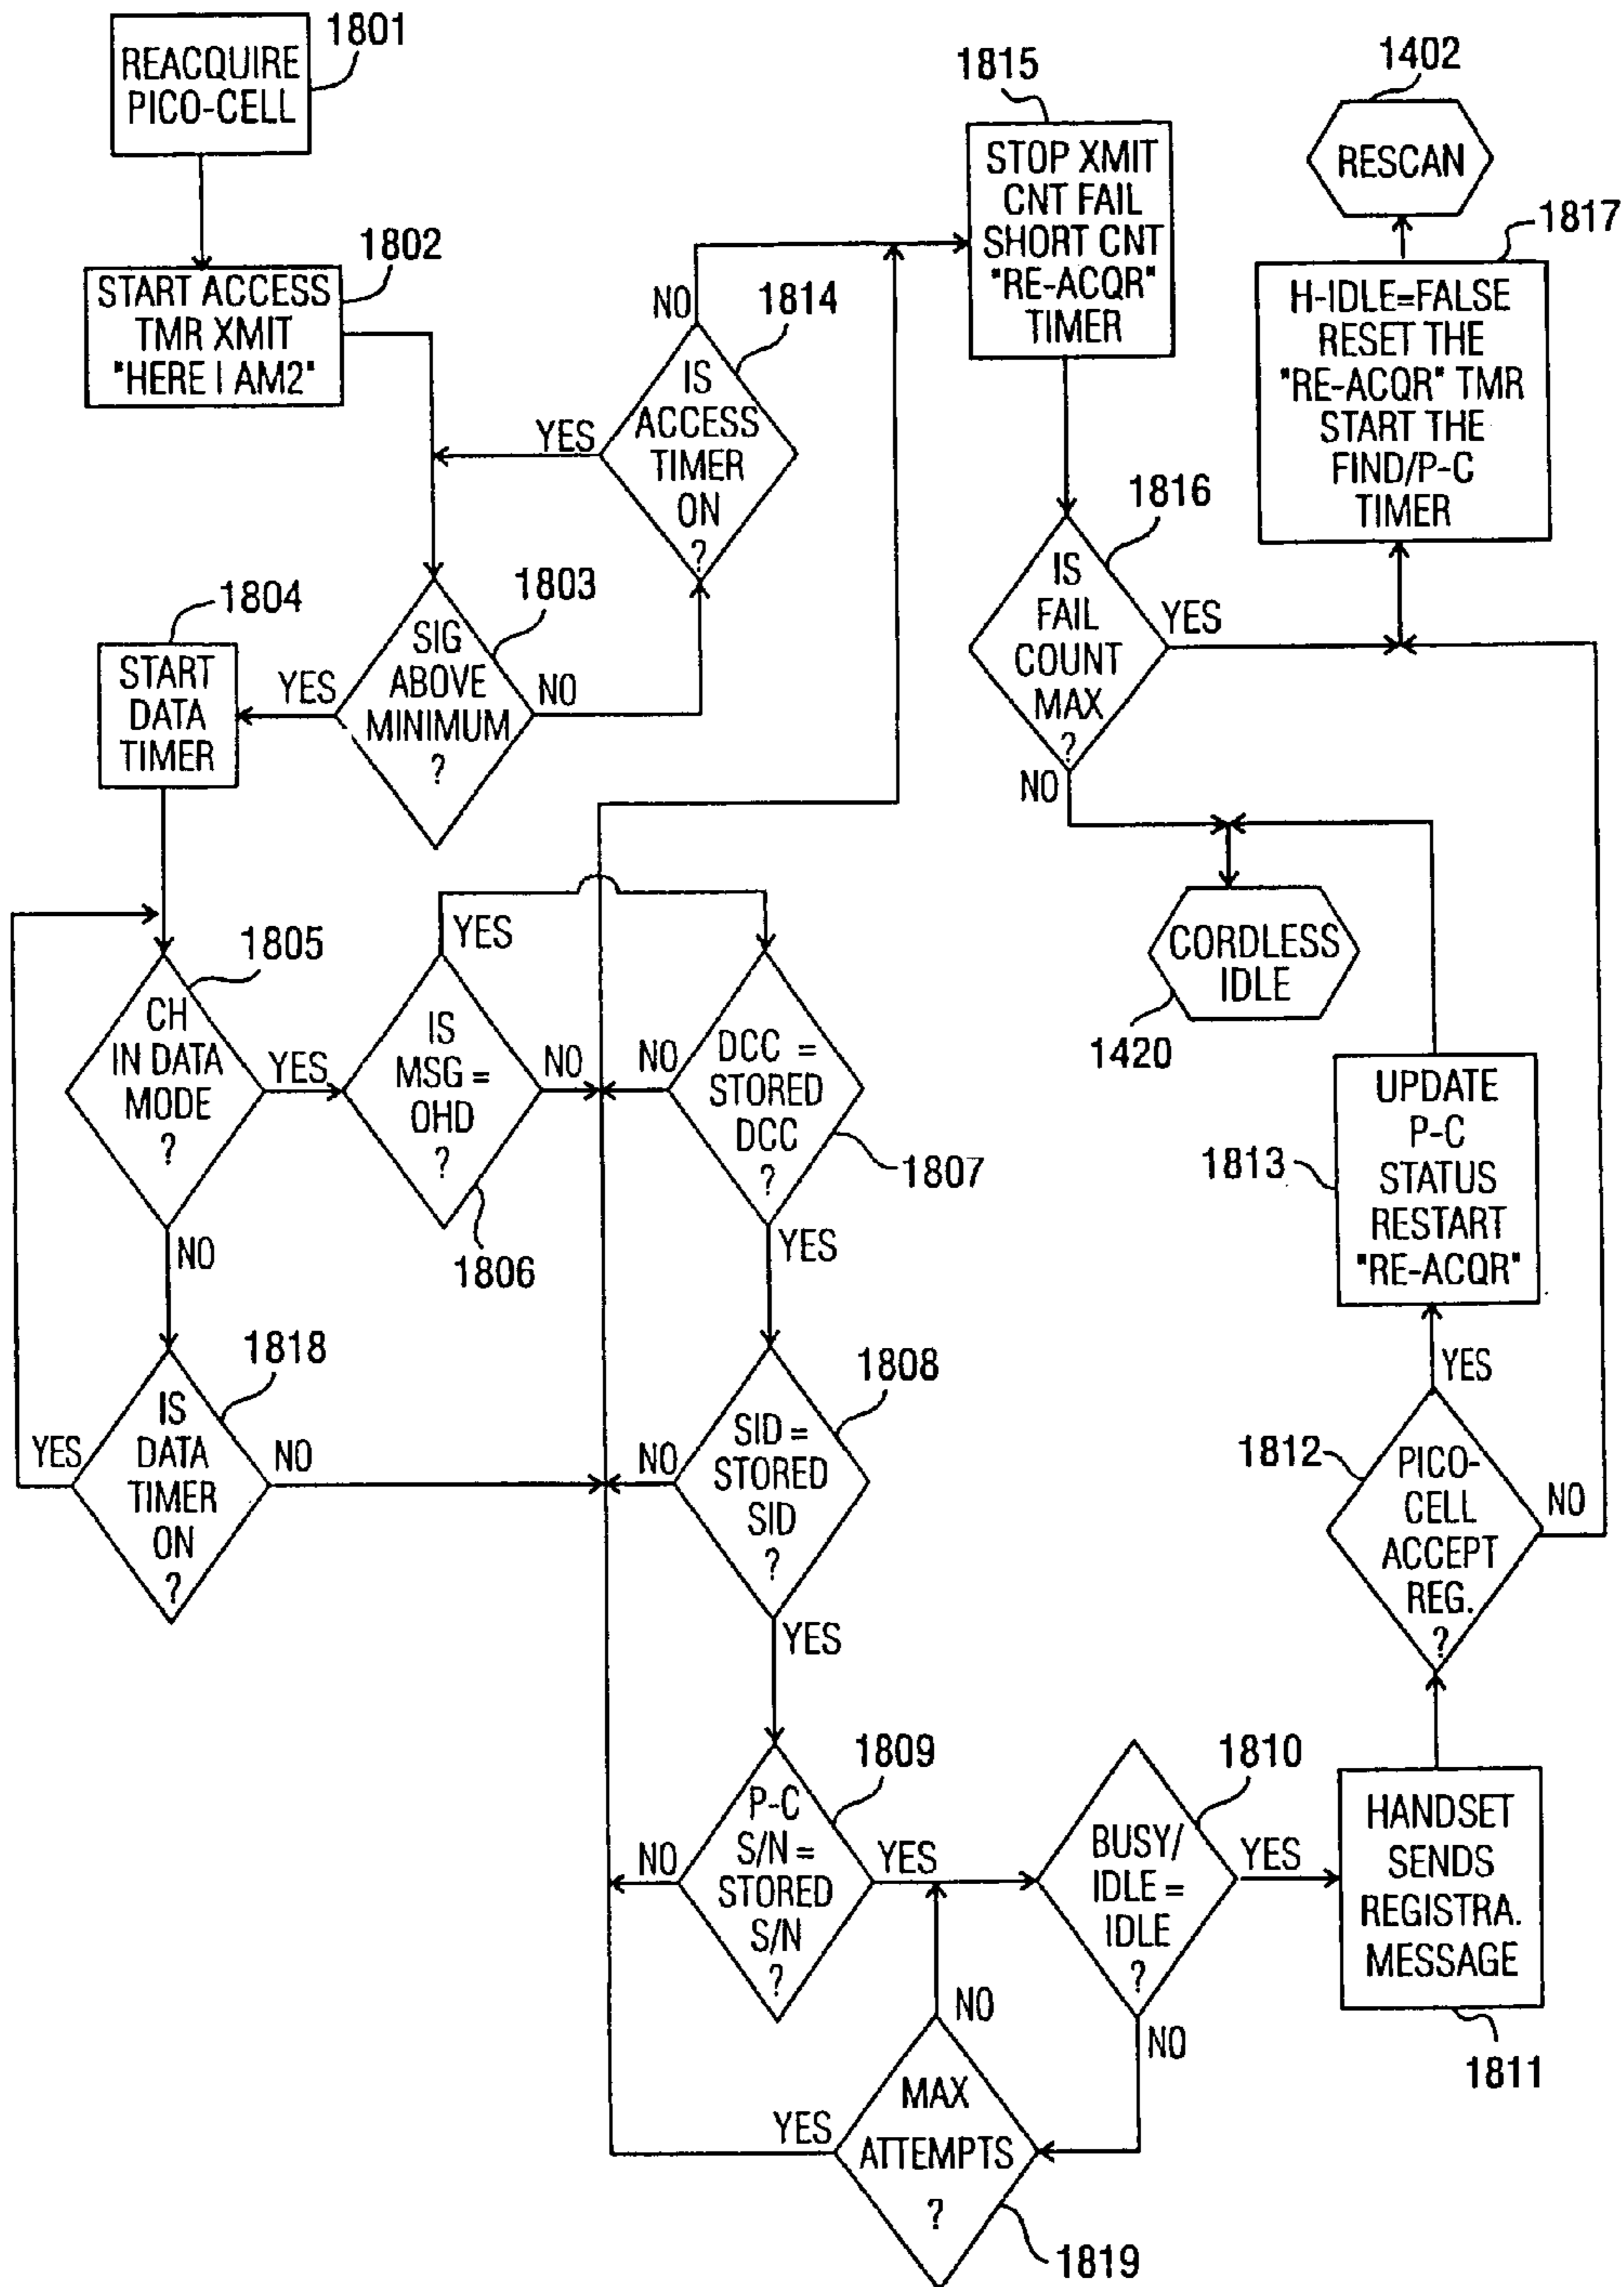 1801
REACQUIRE
PICO-CELL
1802
START ACCESS
TMR XMIT
"HERE I AM2"
1814
IS
ACCESS
TIMER
ON
?
YES
NO
1803
SIG
ABOVE
MINIMUM
?
YES
NO
1804
START
DATA
TIMER
1805
CH
IN DATA
MODE
?
YES
NO
IS
MSG =
OHD
?
YES
NO
1806
DCC =
STORED
DCC
?
NO
YES
1807
1818
IS
DATA
TIMER
ON
?
YES
NO
1808
SID =
STORED
SID
?
NO
YES
1809
P-C
S/N =
STORED
S/N
?
NO
YES
1810
BUSY/
IDLE =
IDLE
?
YES
NO
MAX
ATTEMPTS
?
YES
NO
1819
HANDSET
SENDS
REGISTRA.
MESSAGE
1811
1812
PICO-
CELL
ACCEPT
REG.
?
YES
NO
1813
UPDATE
P-C
STATUS
RESTART
"RE-ACQR"
1815
STOP XMIT
CNT FAIL
SHORT CNT
"RE-ACQR"
TIMER
1816
IS
FAIL
COUNT
MAX
?
YES
NO
CORDLESS
IDLE
1420
1817
H-IDLE=FALSE
RESET THE
"RE-ACQR" TMR
START THE
FIND/P-C
TIMER
1402
RESCAN